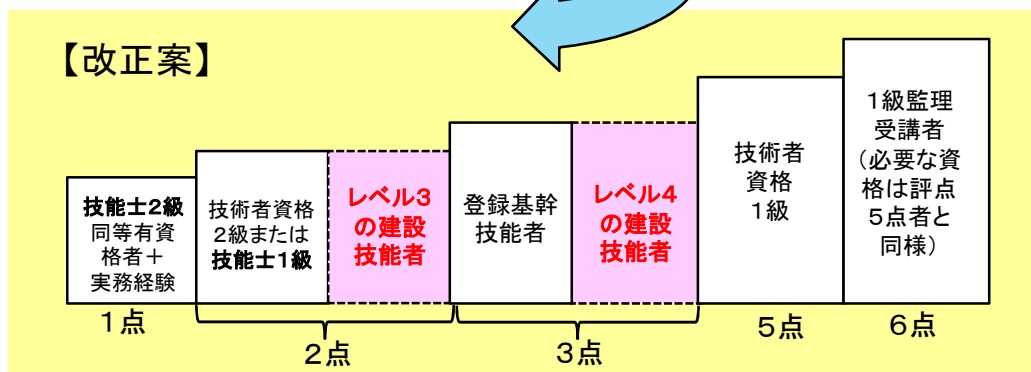 【改正案】
技能士2級
同等有資
格者＋
実務経験
技術者資格
2級または
技能士1級
レベル3
の建設
技能者
登録基幹
技能者
レベル4
の建設
技能者
技術者
資格
1級
1級監理
受講者
（必要な資
格は評点
5点者と
同様）
1点
2点
3点
5点
6点